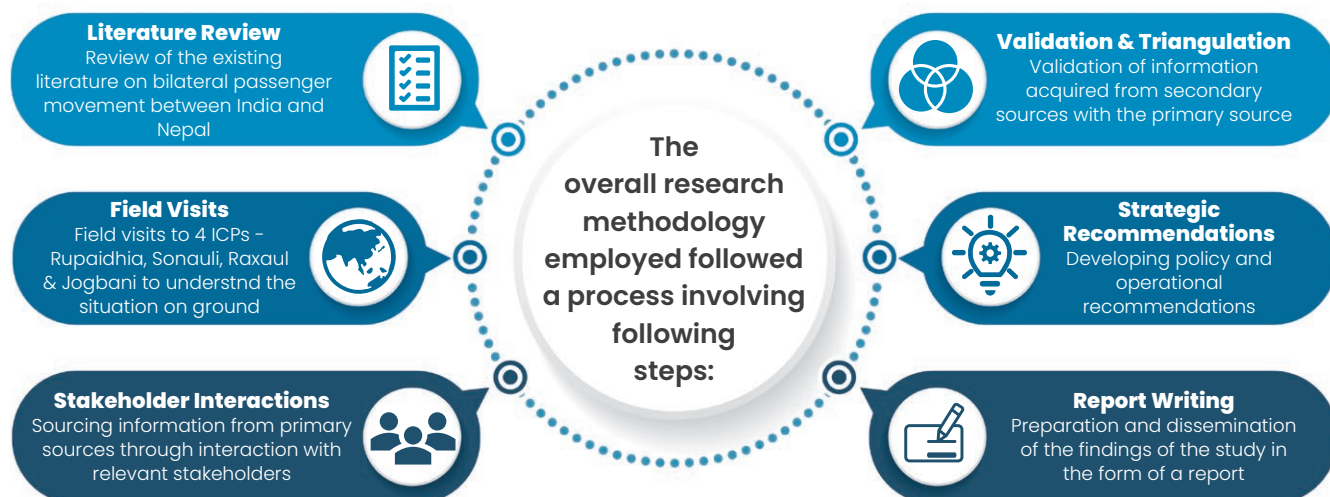 Literature Review
Review of the existing
literature on bilateral passenger
movement between India and
Nepal
Field Visits
Field visits to 4 ICPs -
Rupaidhia, Sonauli, Raxaul
& Jogbani to understnd the
situation on ground
Stakeholder Interactions
Sourcing information from primary
sources through interaction with
relevant stakeholders
The
overall research
methodology
employed followed
a process involving
following
steps:
Validation & Triangulation
Validation of information
acquired from secondary
sources with the primary source
Strategic
Recommendations
Developing policy and
operational
recommendations
Report Writing
Preparation and dissemination
of the findings of the study in
the form of a report